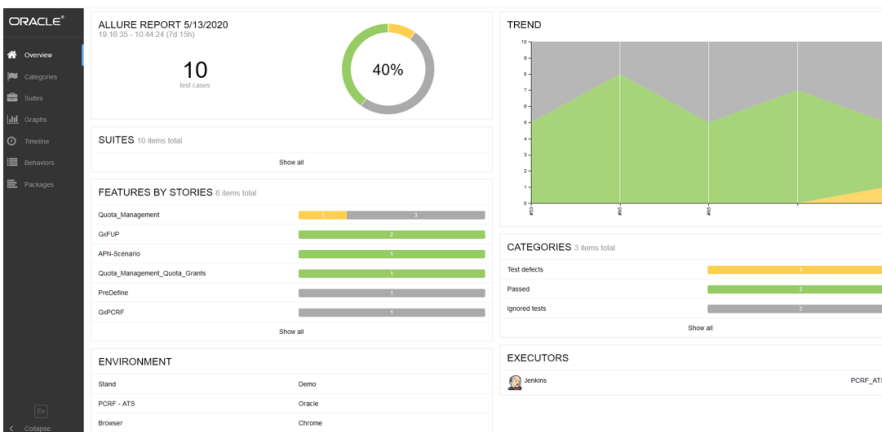 ORACLE®
Overview
Categories
Suites
Graphs
Timeline
Behaviors
Packages
En
Collapse
ALLURE REPORT 5/13/2020
19:16:35 - 10:44:24 (7d 15h)
10
test cases
40%
SUITES 10 items total
Show all
FEATURES BY STORIES 6 items total
Quota_Management 1 3
GxFUP 2
APN-Scenario 1
Quota_Management_Quota_Grants 1
PreDefine 1
GxPCRF 1
Show all
ENVIRONMENT
Stand Demo
PCRF - ATS Oracle
Browser Chrome
TREND
10
9
8
7
6
5
4
3
2
1
0
CATEGORIES 3 items total
Test defects 1
Passed 3
Ignored tests 3
Show all
EXECUTORS
Jenkins PCRF_ATS